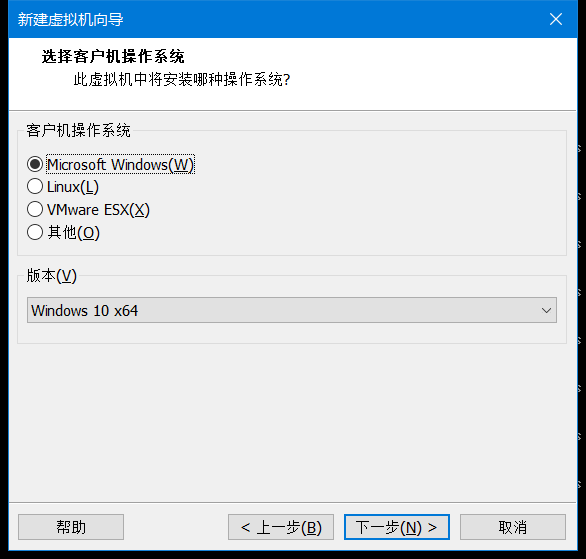 新建虚拟机向导
选择客户机操作系统
此虚拟机中将安装哪种操作系统?
客户机操作系统
Microsoft Windows(W)
Linux(L)
VMware ESX(X)
其他(O)
版本(V)
Windows 10 x64
帮助
< 上一步(B)
下一步(N) >
取消